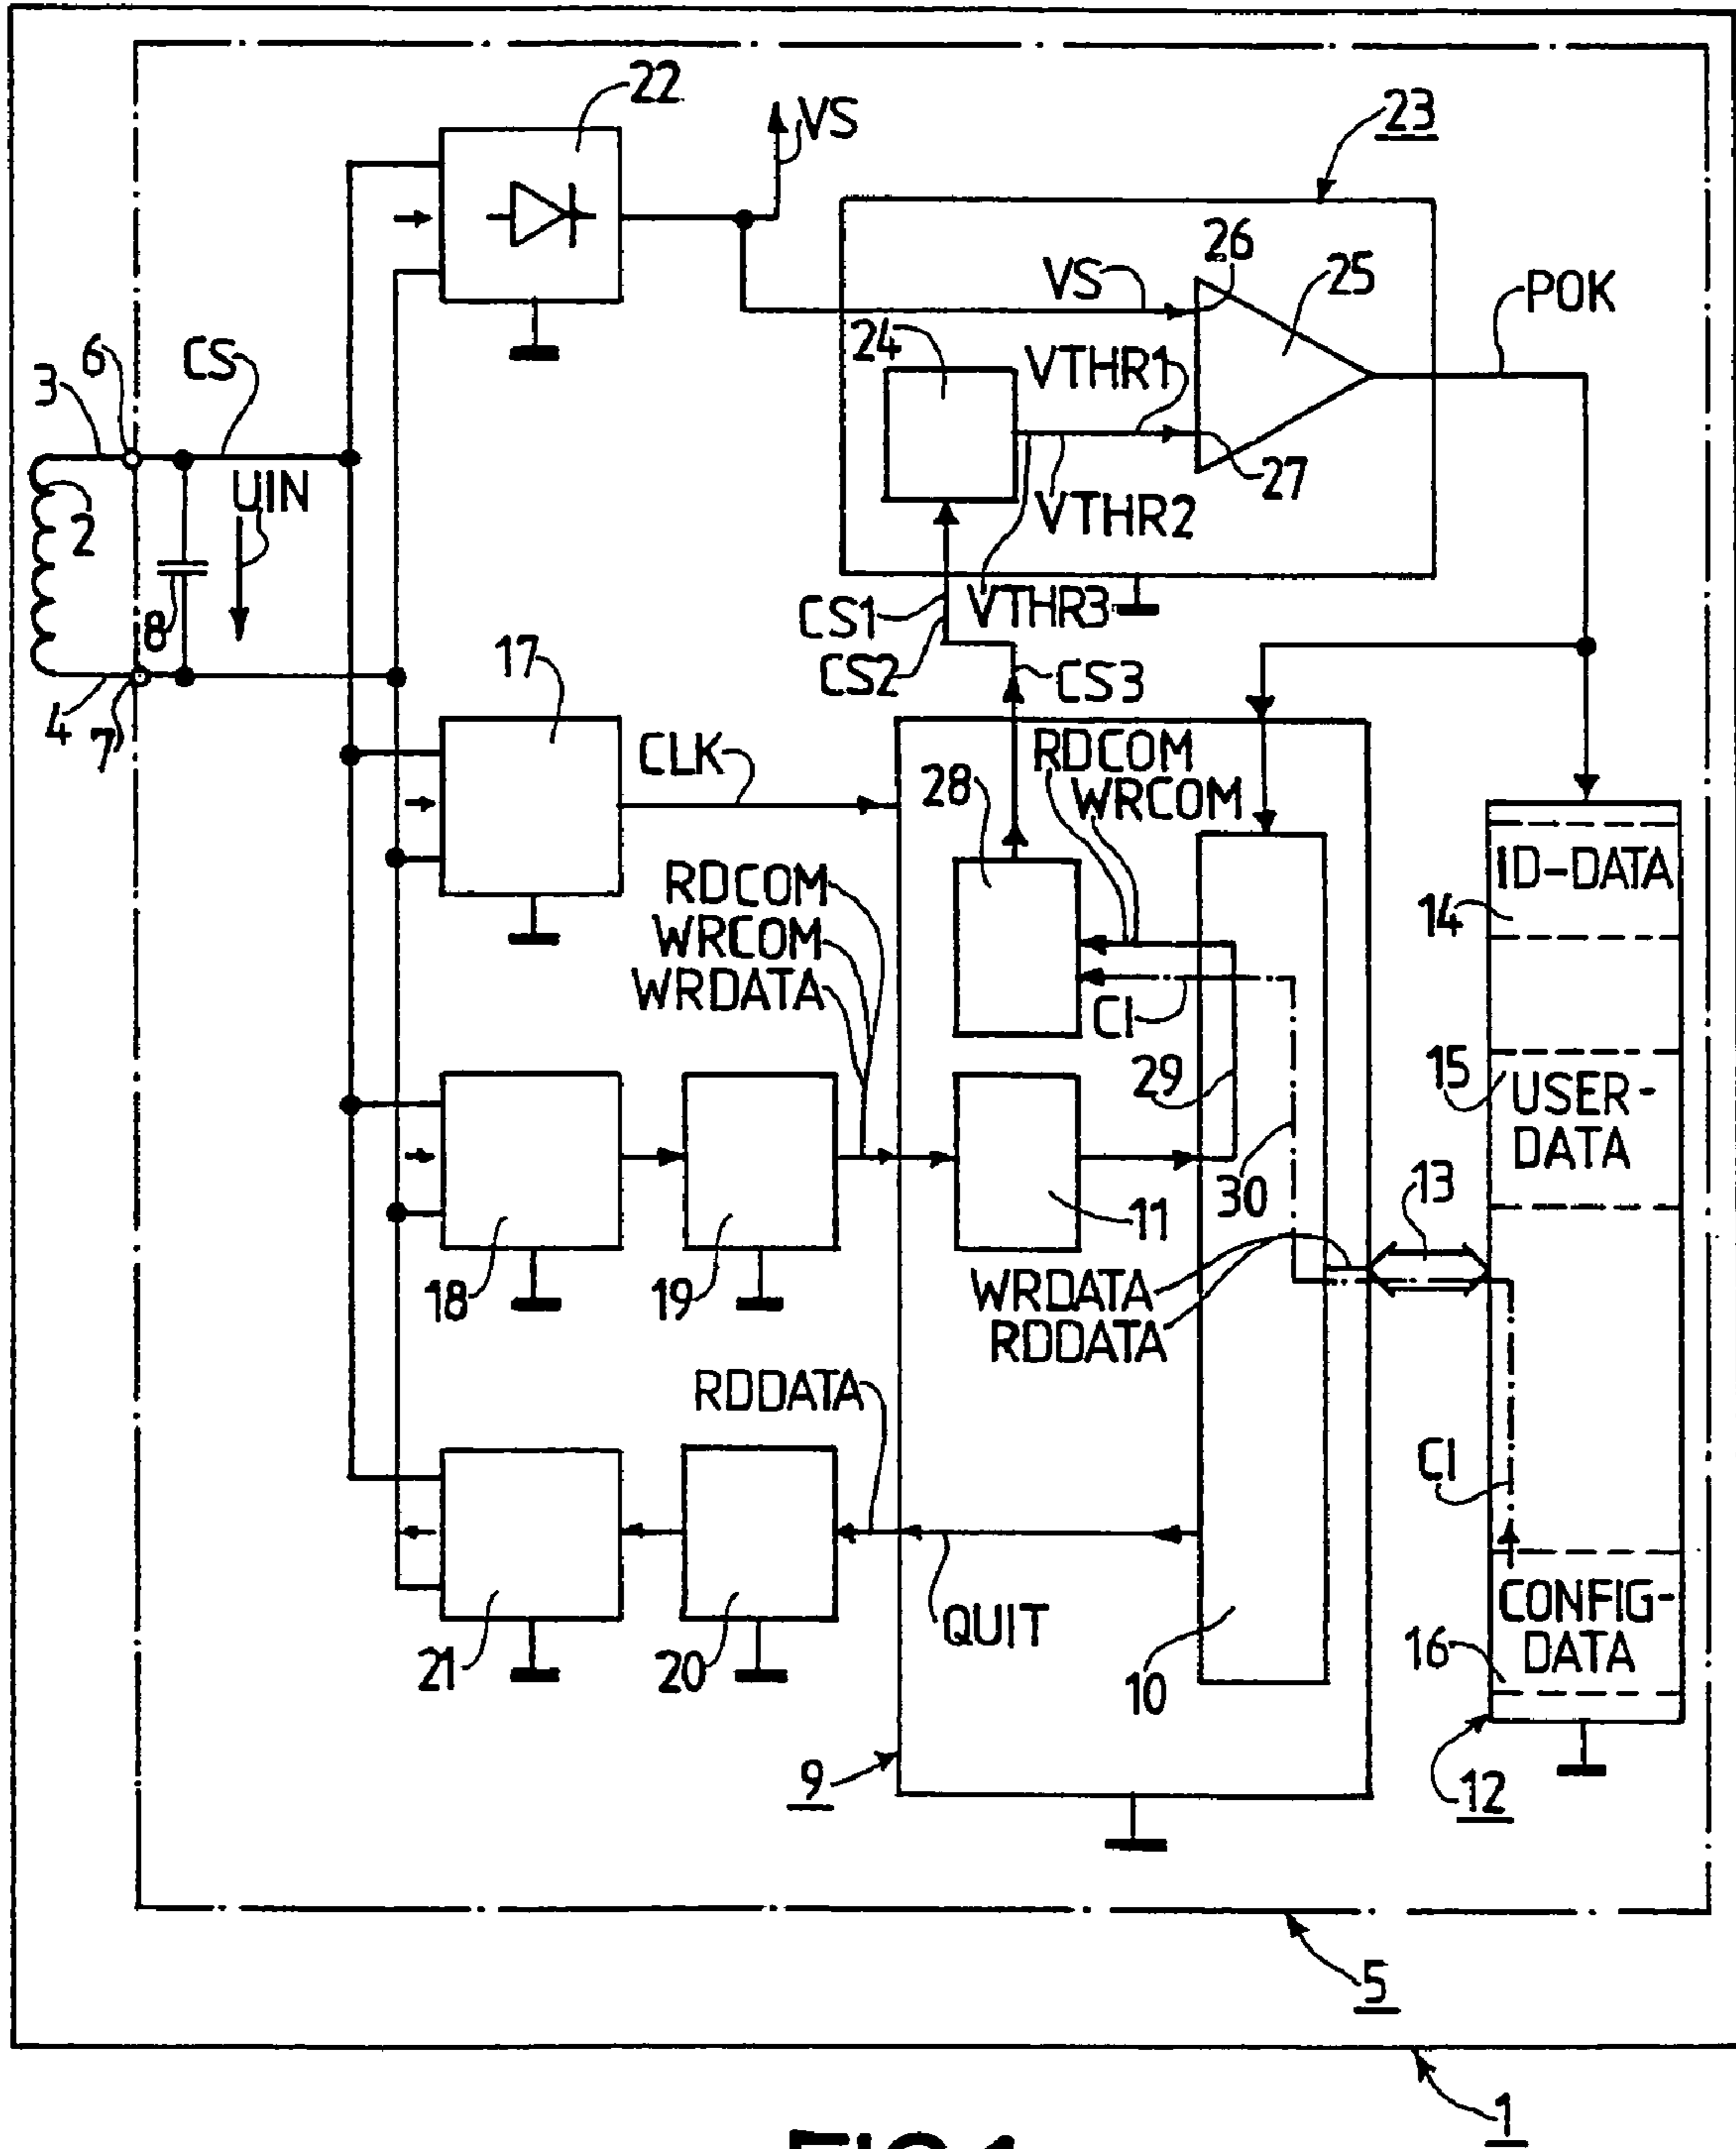 22
VS
23
26
25
VS
POK
24
VTHR1
6
CS
3
27
UIN
2
VTHR2
8
CS1
VTHR3
CS2
CS3
17
4
7
CLK
RDCOM
WRCOM
28
RDCOM
WRCOM
WRDATA
ID-DATA
14
CI
29
15
USER-
DATA
30
13
11
18
19
WRDATA
RDDATA
RDDATA
CI
QUIT
CONFIG-
DATA
16
21
20
10
9
12
5
1
FIG.1